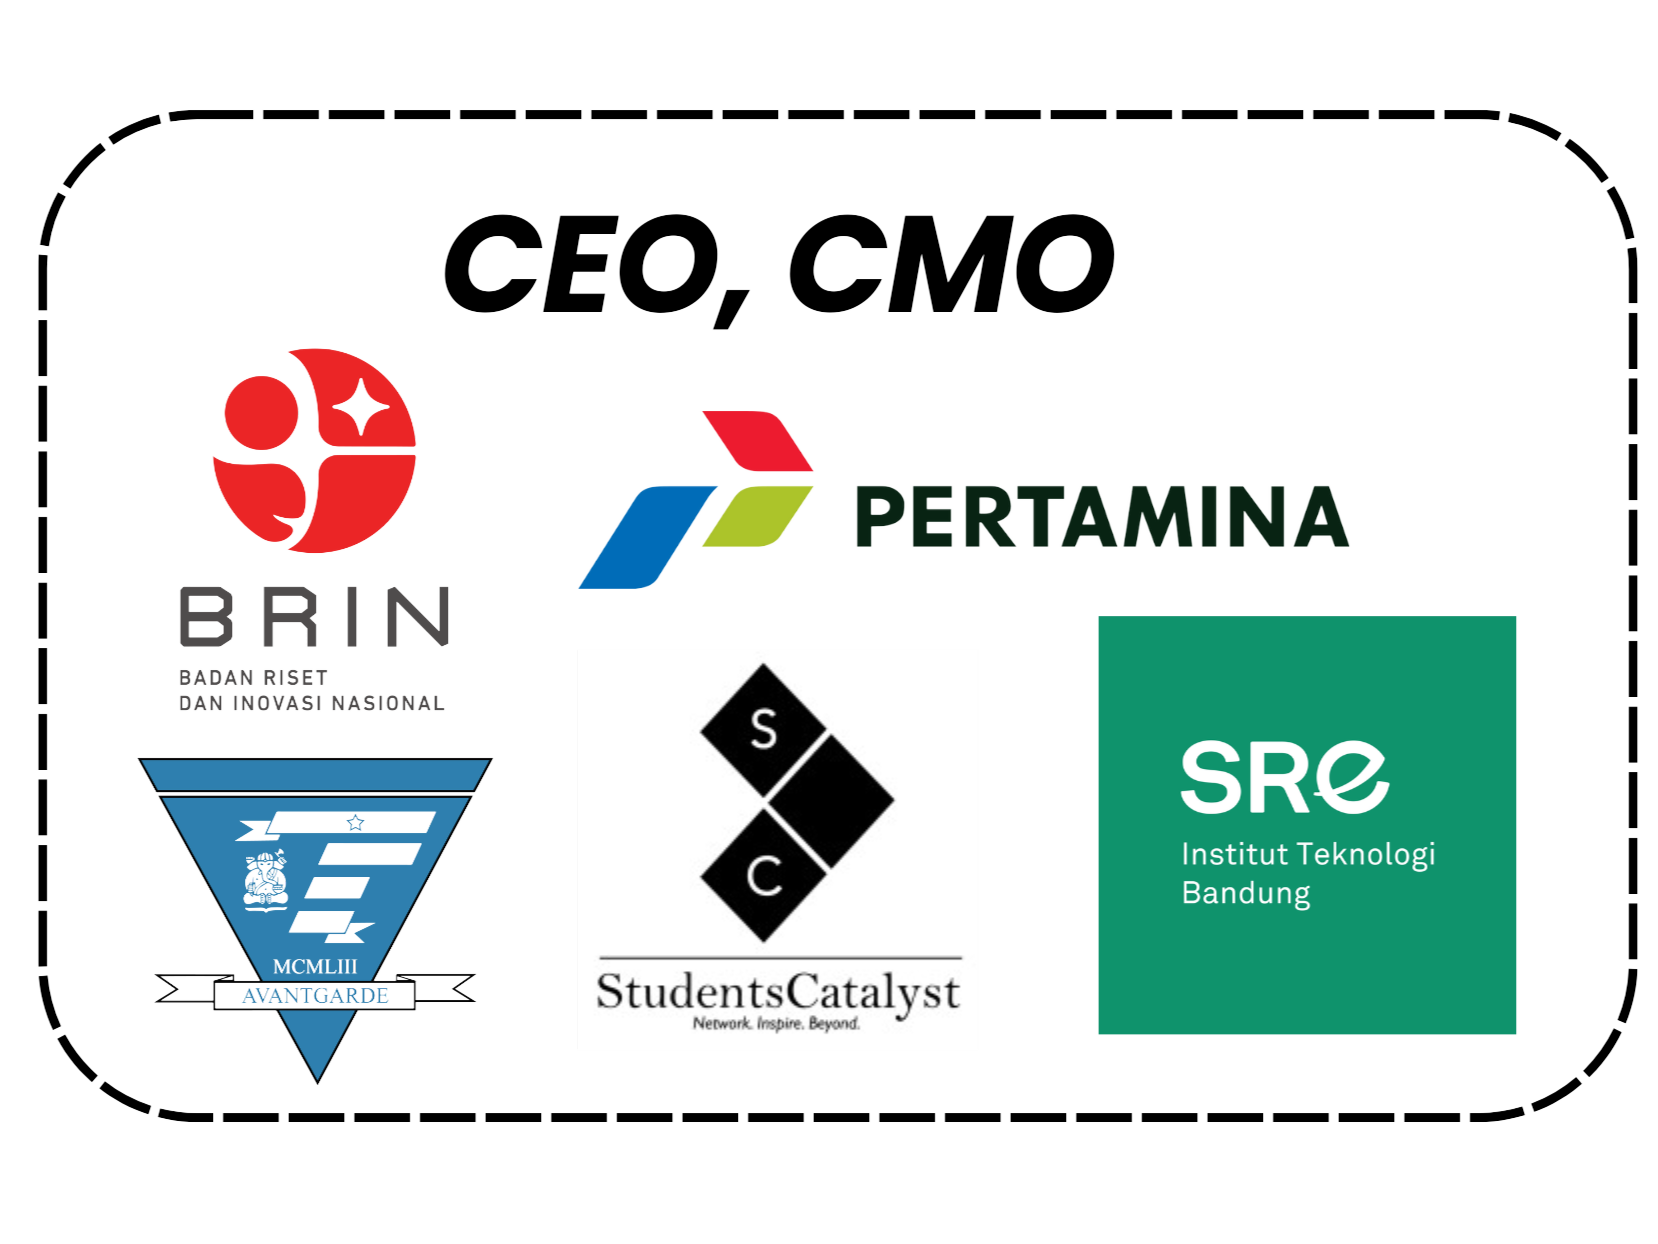 CEO, CMO
BRIN
BADAN RISET
DAN INOVASI NASIONAL
PERTAMINA
MCMLIII
AVANTGARDE
S
C
StudentsCatalyst
Network. Inspire. Beyond.
SRe
Institut Teknologi
Bandung